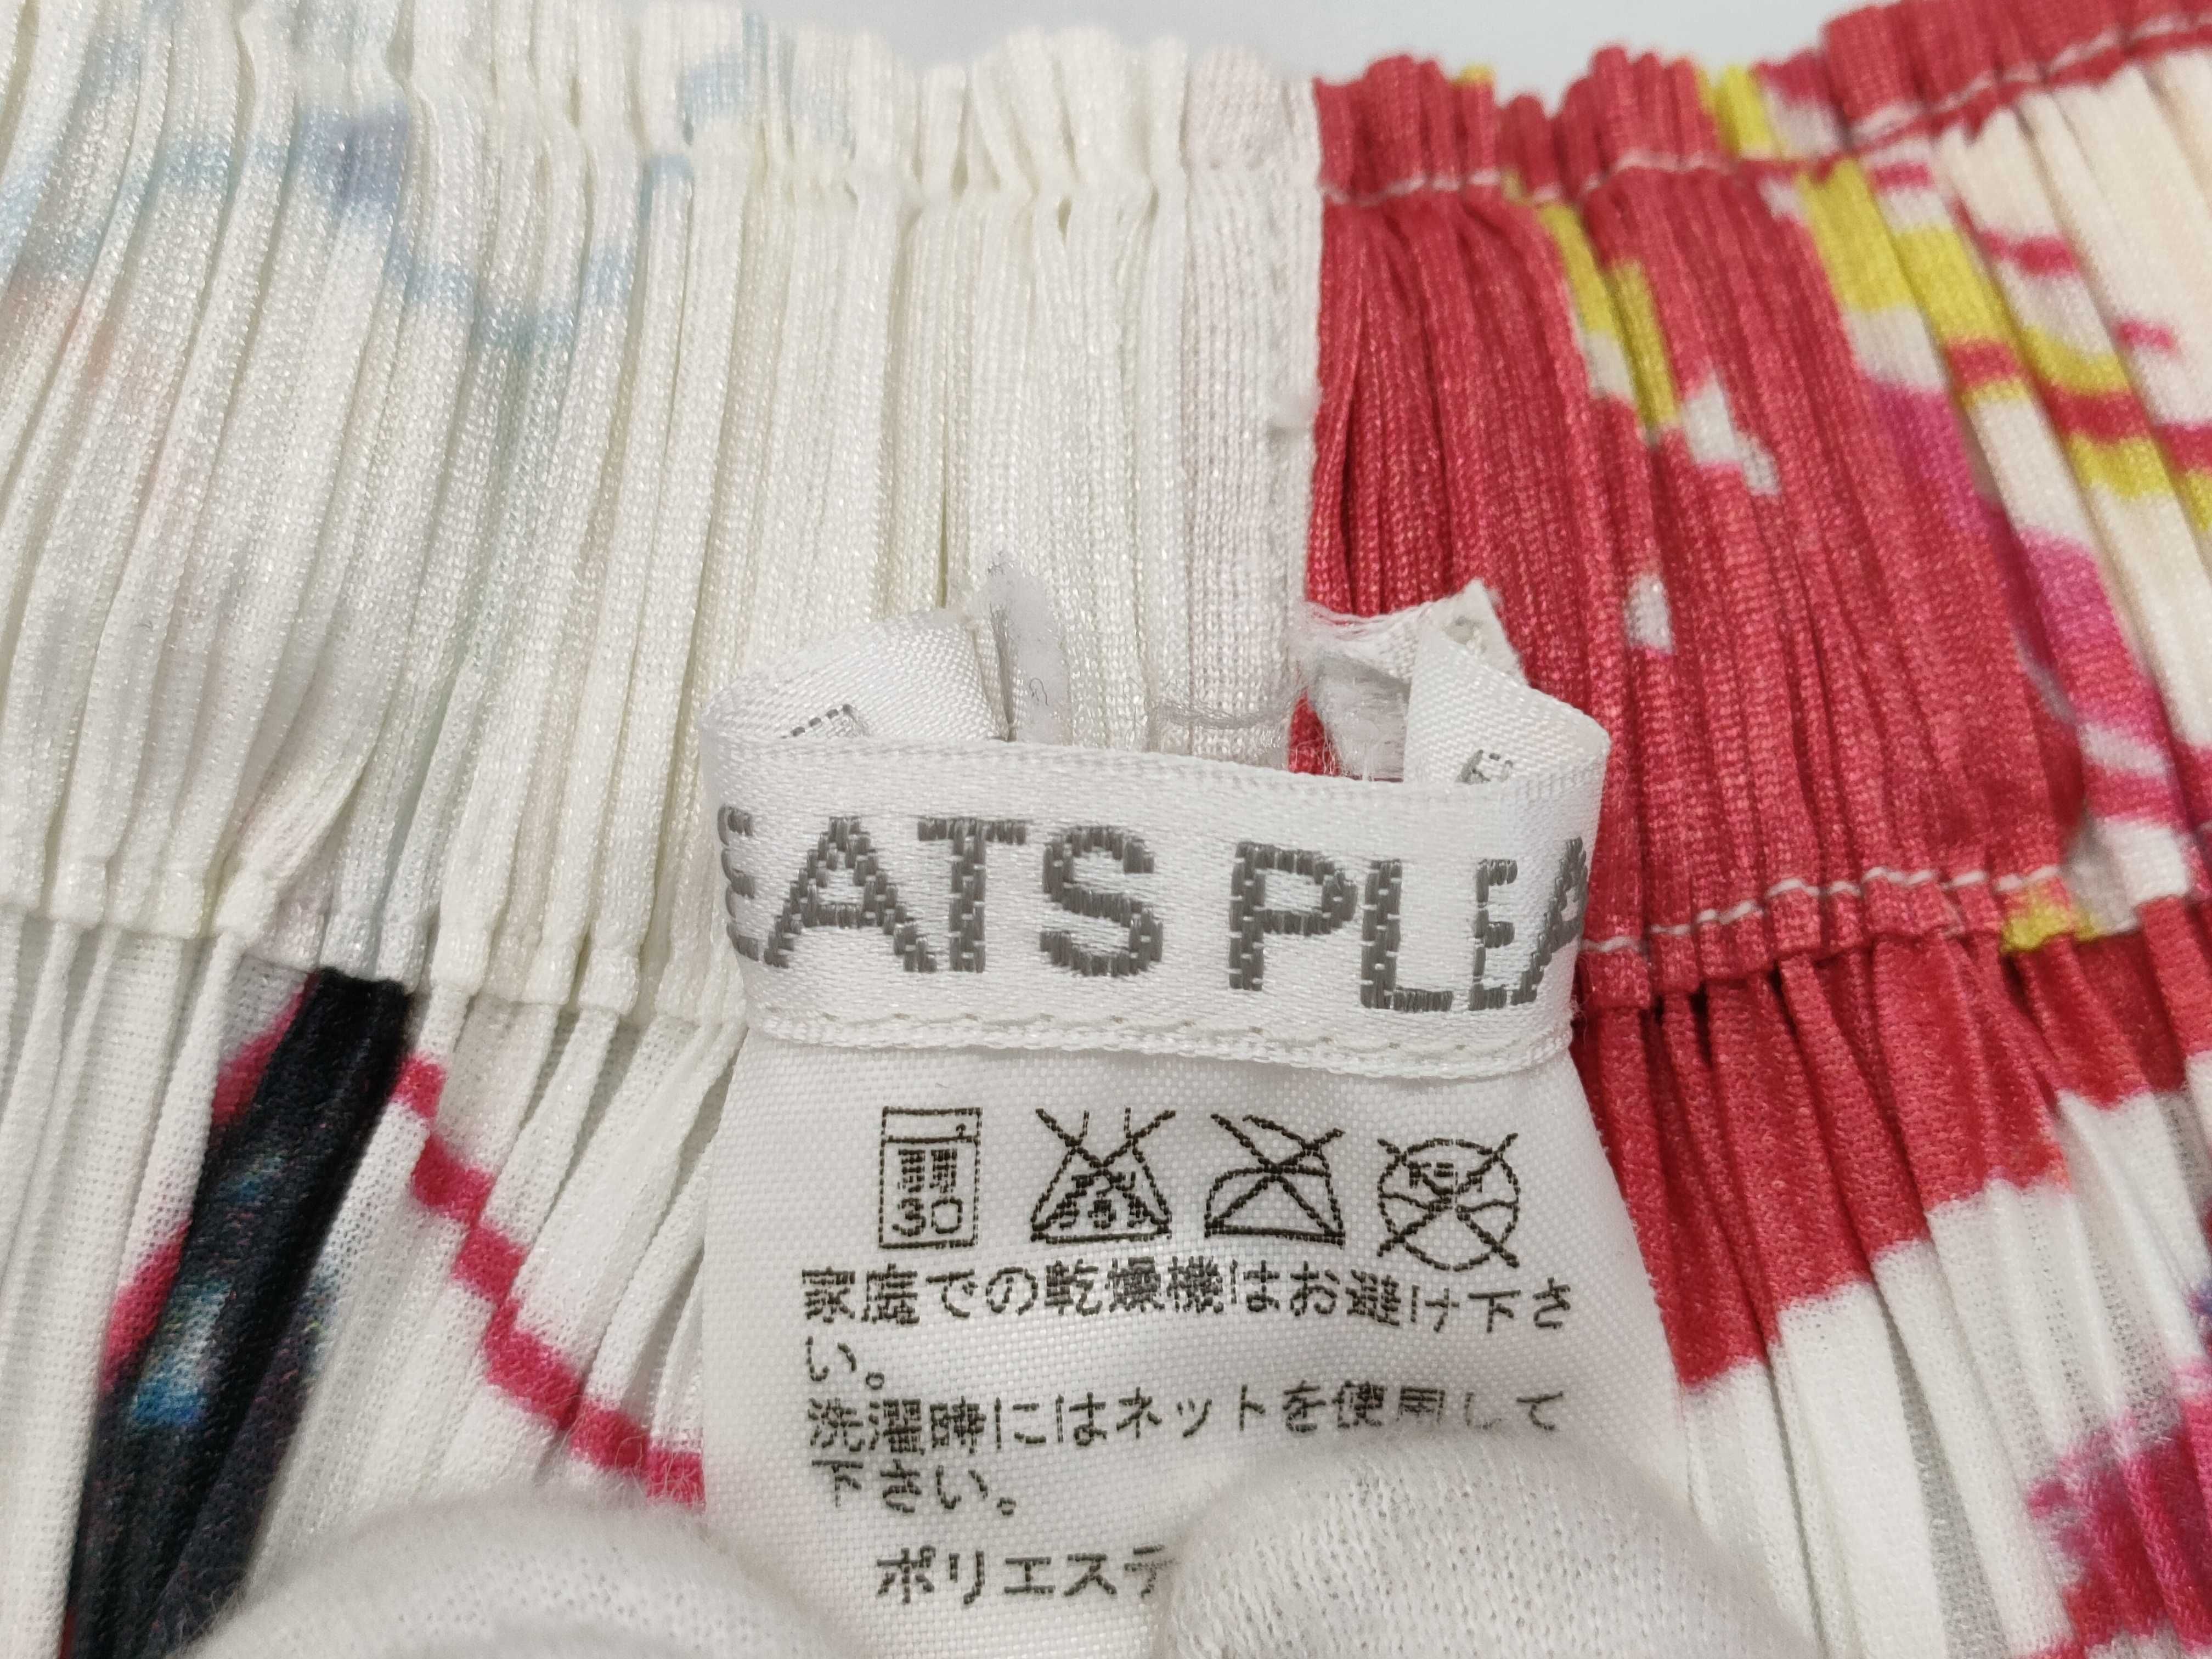 EATS PLEA
30
家庭での乾燥機はお避け下さ
い。
洗濯時にはネットを使用して
下さい。
ポリエステ